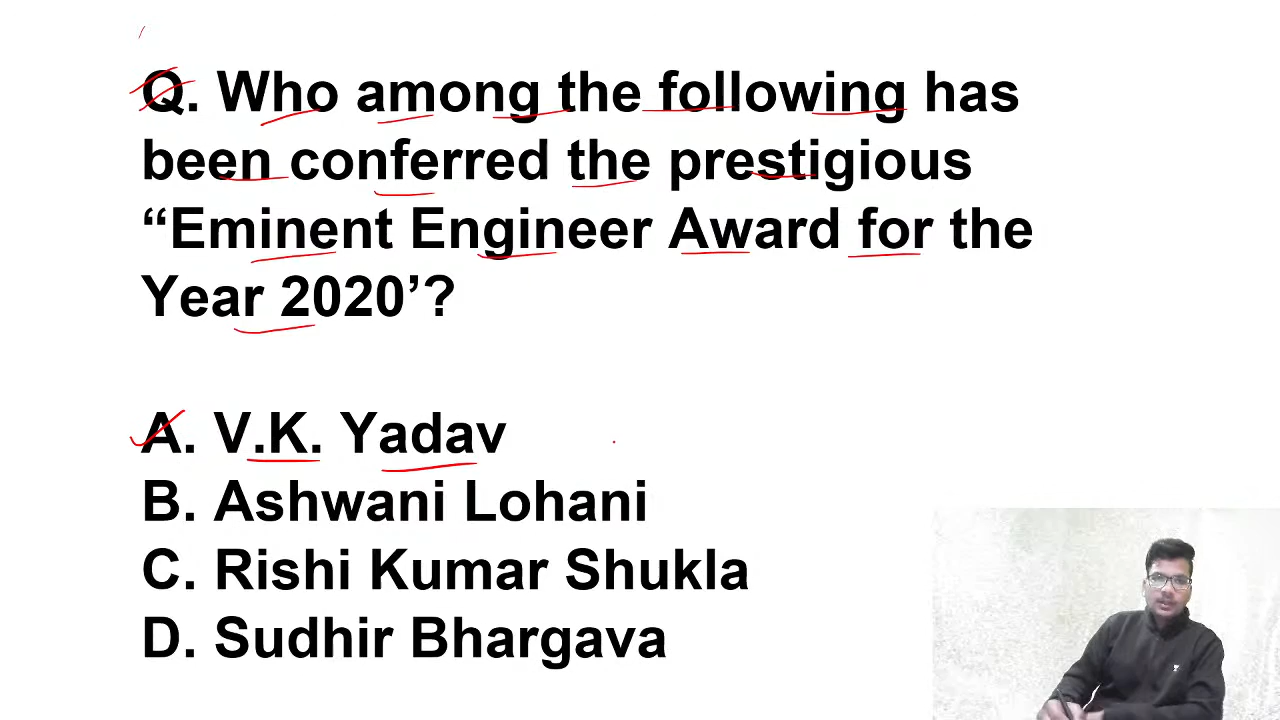 Q. Who among the following has
been conferred the prestigious
“Eminent Engineer Award for the
Year 2020’?
A. V.K. Yadav
B. Ashwani Lohani
C. Rishi Kumar Shukla
D. Sudhir Bhargava